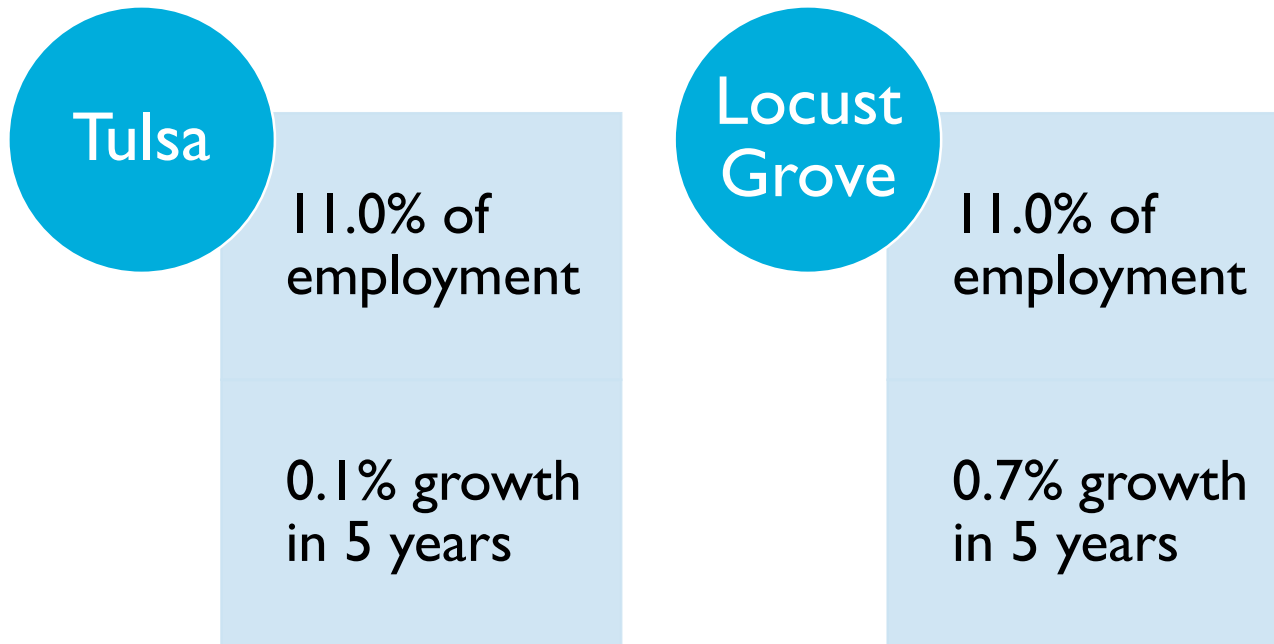 Tulsa
11.0% of
employment
0.1% growth
in 5 years
Locust
Grove
11.0% of
employment
0.7% growth
in 5 years